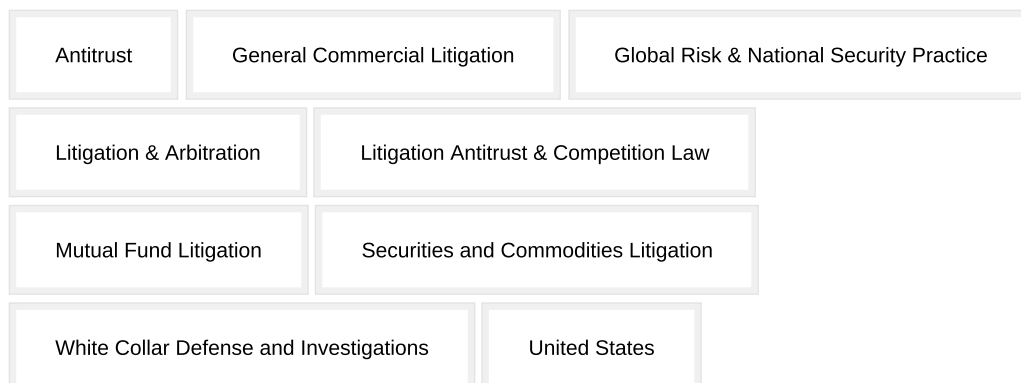 Antitrust General Commercial Litigation Global Risk & National Security Practice
Litigation & Arbitration Litigation Antitrust & Competition Law
Mutual Fund Litigation Securities and Commodities Litigation
White Collar Defense and Investigations United States